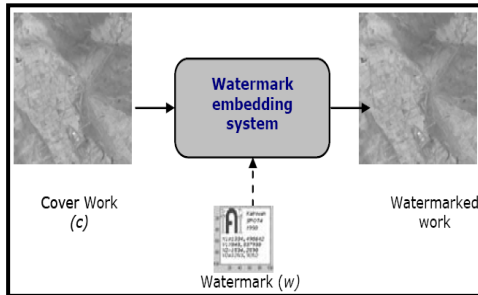 Watermark
embedding
system
Cover Work
(c)
Watermarked
work
Watermark (w)